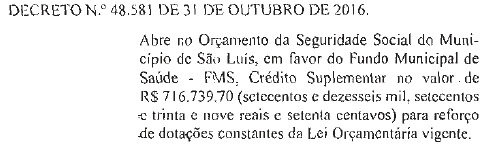 DECRETO N.º 48.581 DE 31 DE OUTUBRO DE 2016.
Abre no Orçamento da Seguridade Social do Muni-
cípio de São Luís, em favor do Fundo Municipal de
Saúde - FMS, Crédito Suplementar no valor de
R$ 716.739,70 (setecentos e dezesseis mil, setecentos
e trinta e nove reais e setenta centavos) para reforço
de dotações constantes da Lei Orçamentária vigente.